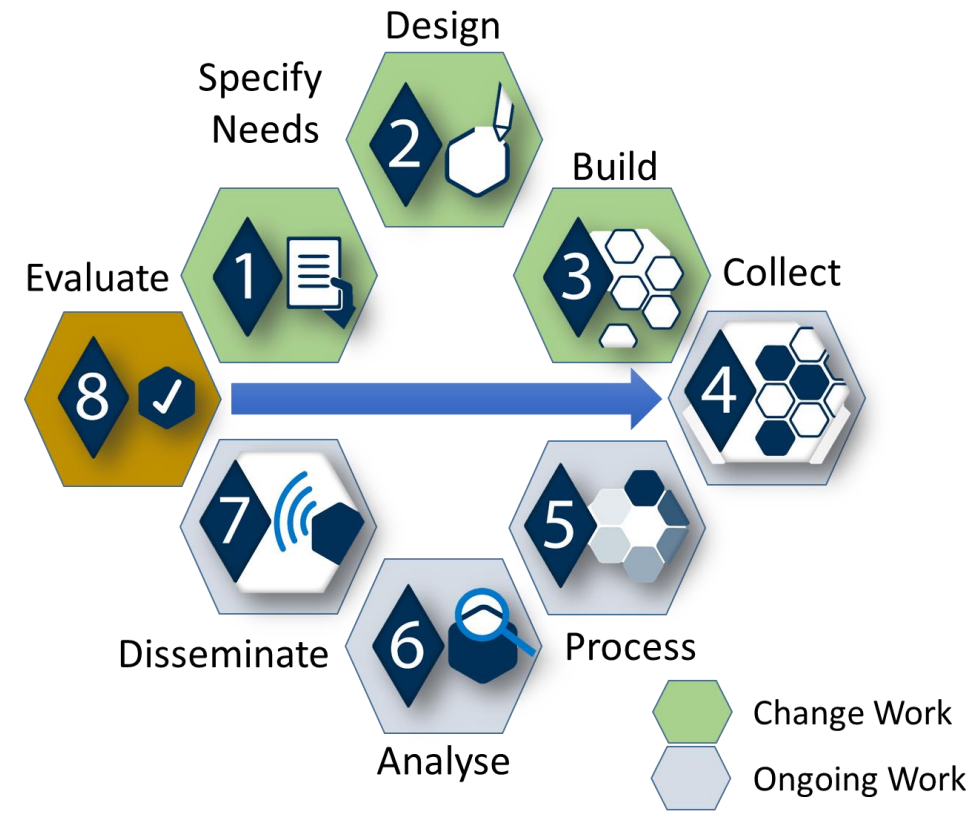 Design
2
Specify
Needs
1
Build
3
Collect
4
Evaluate
8
7
Disseminate
5
Process
6
Analyse
Change Work
Ongoing Work